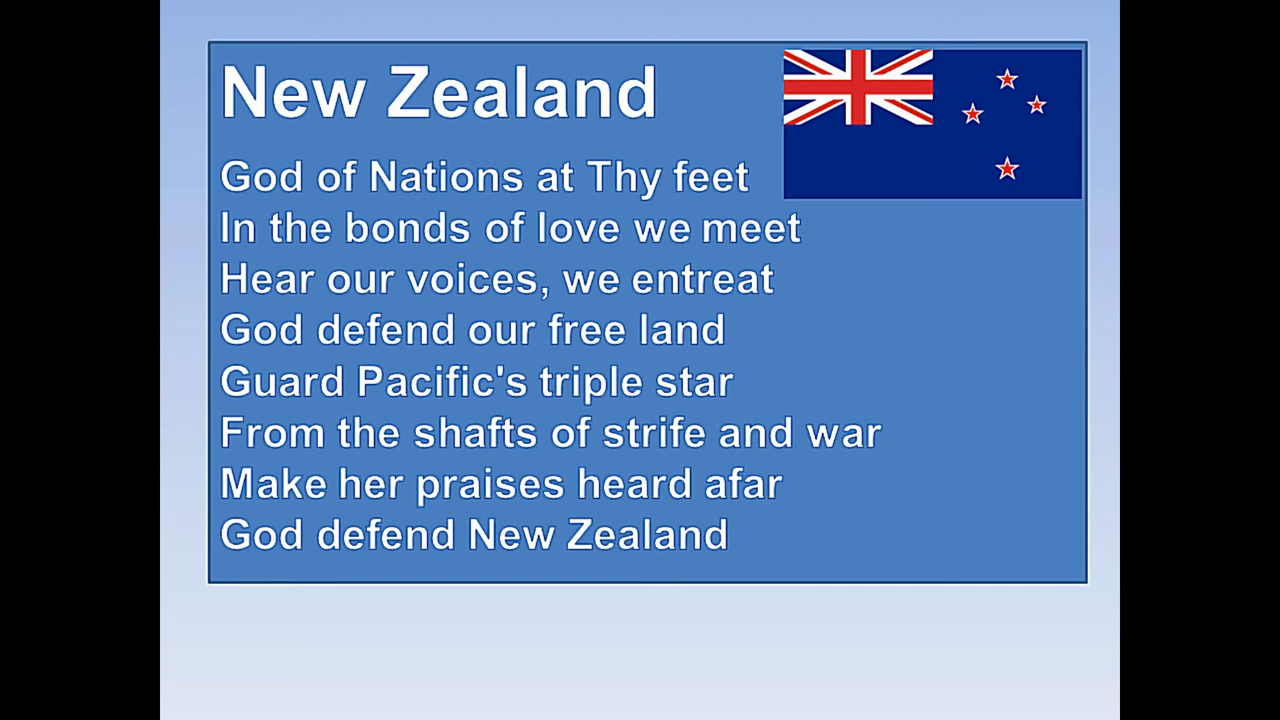 New Zealand
God of Nations at Thy feet
In the bonds of love we meet
Hear our voices, we entreat
God defend our free land
Guard Pacific's triple star
From the shafts of strife and war
Make her praises heard afar
God defend New Zealand